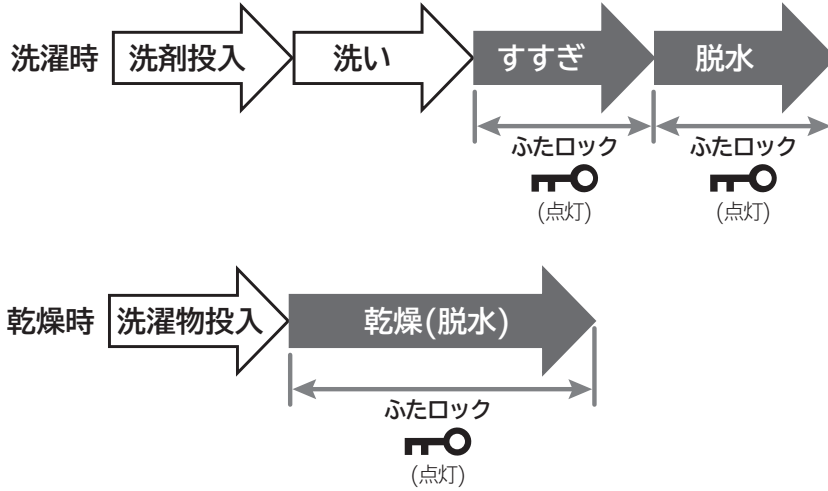 洗濯時 洗剤投入 洗い すすぎ 脱水
ふたロック ふたロック
(点灯) (点灯)
乾燥時 洗濯物投入 乾燥(脱水)
ふたロック
(点灯)